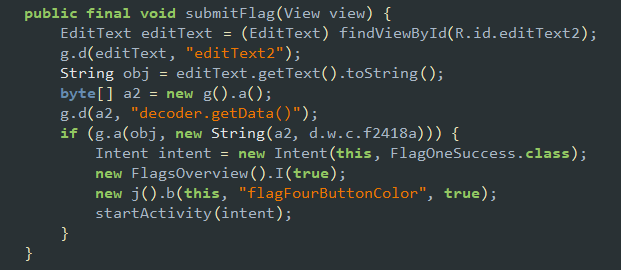 public final void submitFlag(View view) {
EditText editText = (EditText) findViewById(R.id.editText2);
g.d(editText, "editText2");
String obj = editText.getText().toString();
byte[] a2 = new g().a();
g.d(a2, "decoder.getData()");
if (g.a(obj, new String(a2, d.w.c.f2418a))) {
Intent intent = new Intent(this, FlagOneSuccess.class);
new FlagsOverview().I(true);
new j().b(this, "flagFourButtonColor", true);
startActivity(intent);
}
}